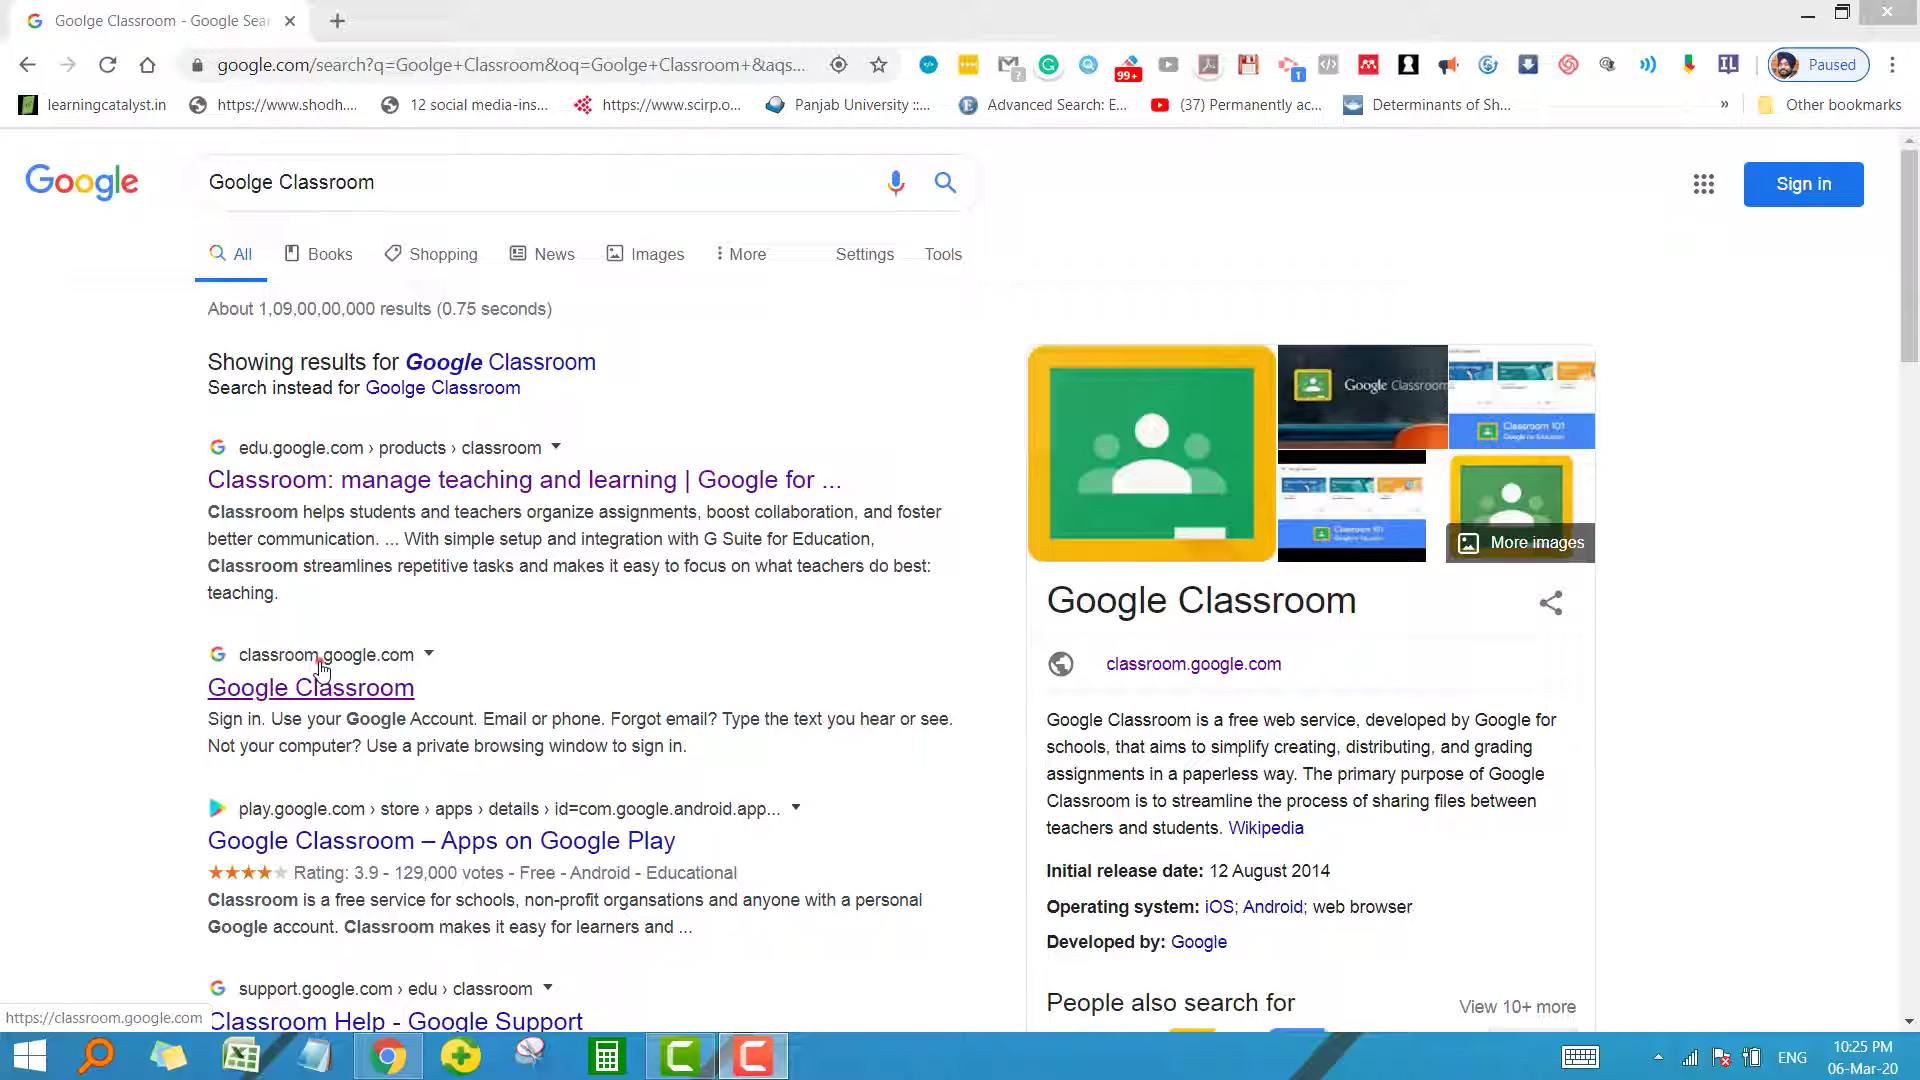 Goolge Classroom - Google Sea
google.com/search?q=Goolge+Classroom&oq=Goolge+Classroom+&aqs...
99+
1
Paused
learningcatalyst.in
https://www.shodh....
12 social media-ins...
https://www.scirp.o...
Panjab University ::...
Advanced Search: E...
(37) Permanently ac...
Determinants of Sh...
»
Other bookmarks
Google
Goolge Classroom
Sign in
All
Books
Shopping
News
Images
More
Settings
Tools
About 1,09,00,00,000 results (0.75 seconds)
Showing results for Google Classroom
Search instead for Goolge Classroom
edu.google.com › products › classroom
Classroom: manage teaching and learning | Google for ...
Classroom helps students and teachers organize assignments, boost collaboration, and foster
better communication. ... With simple setup and integration with G Suite for Education,
Classroom streamlines repetitive tasks and makes it easy to focus on what teachers do best:
teaching.
classroom.google.com
Google Classroom
Sign in. Use your Google Account. Email or phone. Forgot email? Type the text you hear or see.
Not your computer? Use a private browsing window to sign in.
play.google.com › store › apps › details › id=com.google.android.app...
Google Classroom – Apps on Google Play
Rating: 3.9 - 129,000 votes - Free - Android - Educational
Classroom is a free service for schools, non-profit organsations and anyone with a personal
Google account. Classroom makes it easy for learners and ...
support.google.com › edu › classroom
Classroom Help - Google Support
Google Classroom
Classroom 101
Google for Education
Classroom 101
More images
Google Classroom
classroom.google.com
Google Classroom is a free web service, developed by Google for
schools, that aims to simplify creating, distributing, and grading
assignments in a paperless way. The primary purpose of Google
Classroom is to streamline the process of sharing files between
teachers and students. Wikipedia
Initial release date: 12 August 2014
Operating system: iOS; Android; web browser
Developed by: Google
People also search for
View 10+ more
https://classroom.google.com
ENG
10:25 PM
06-Mar-20